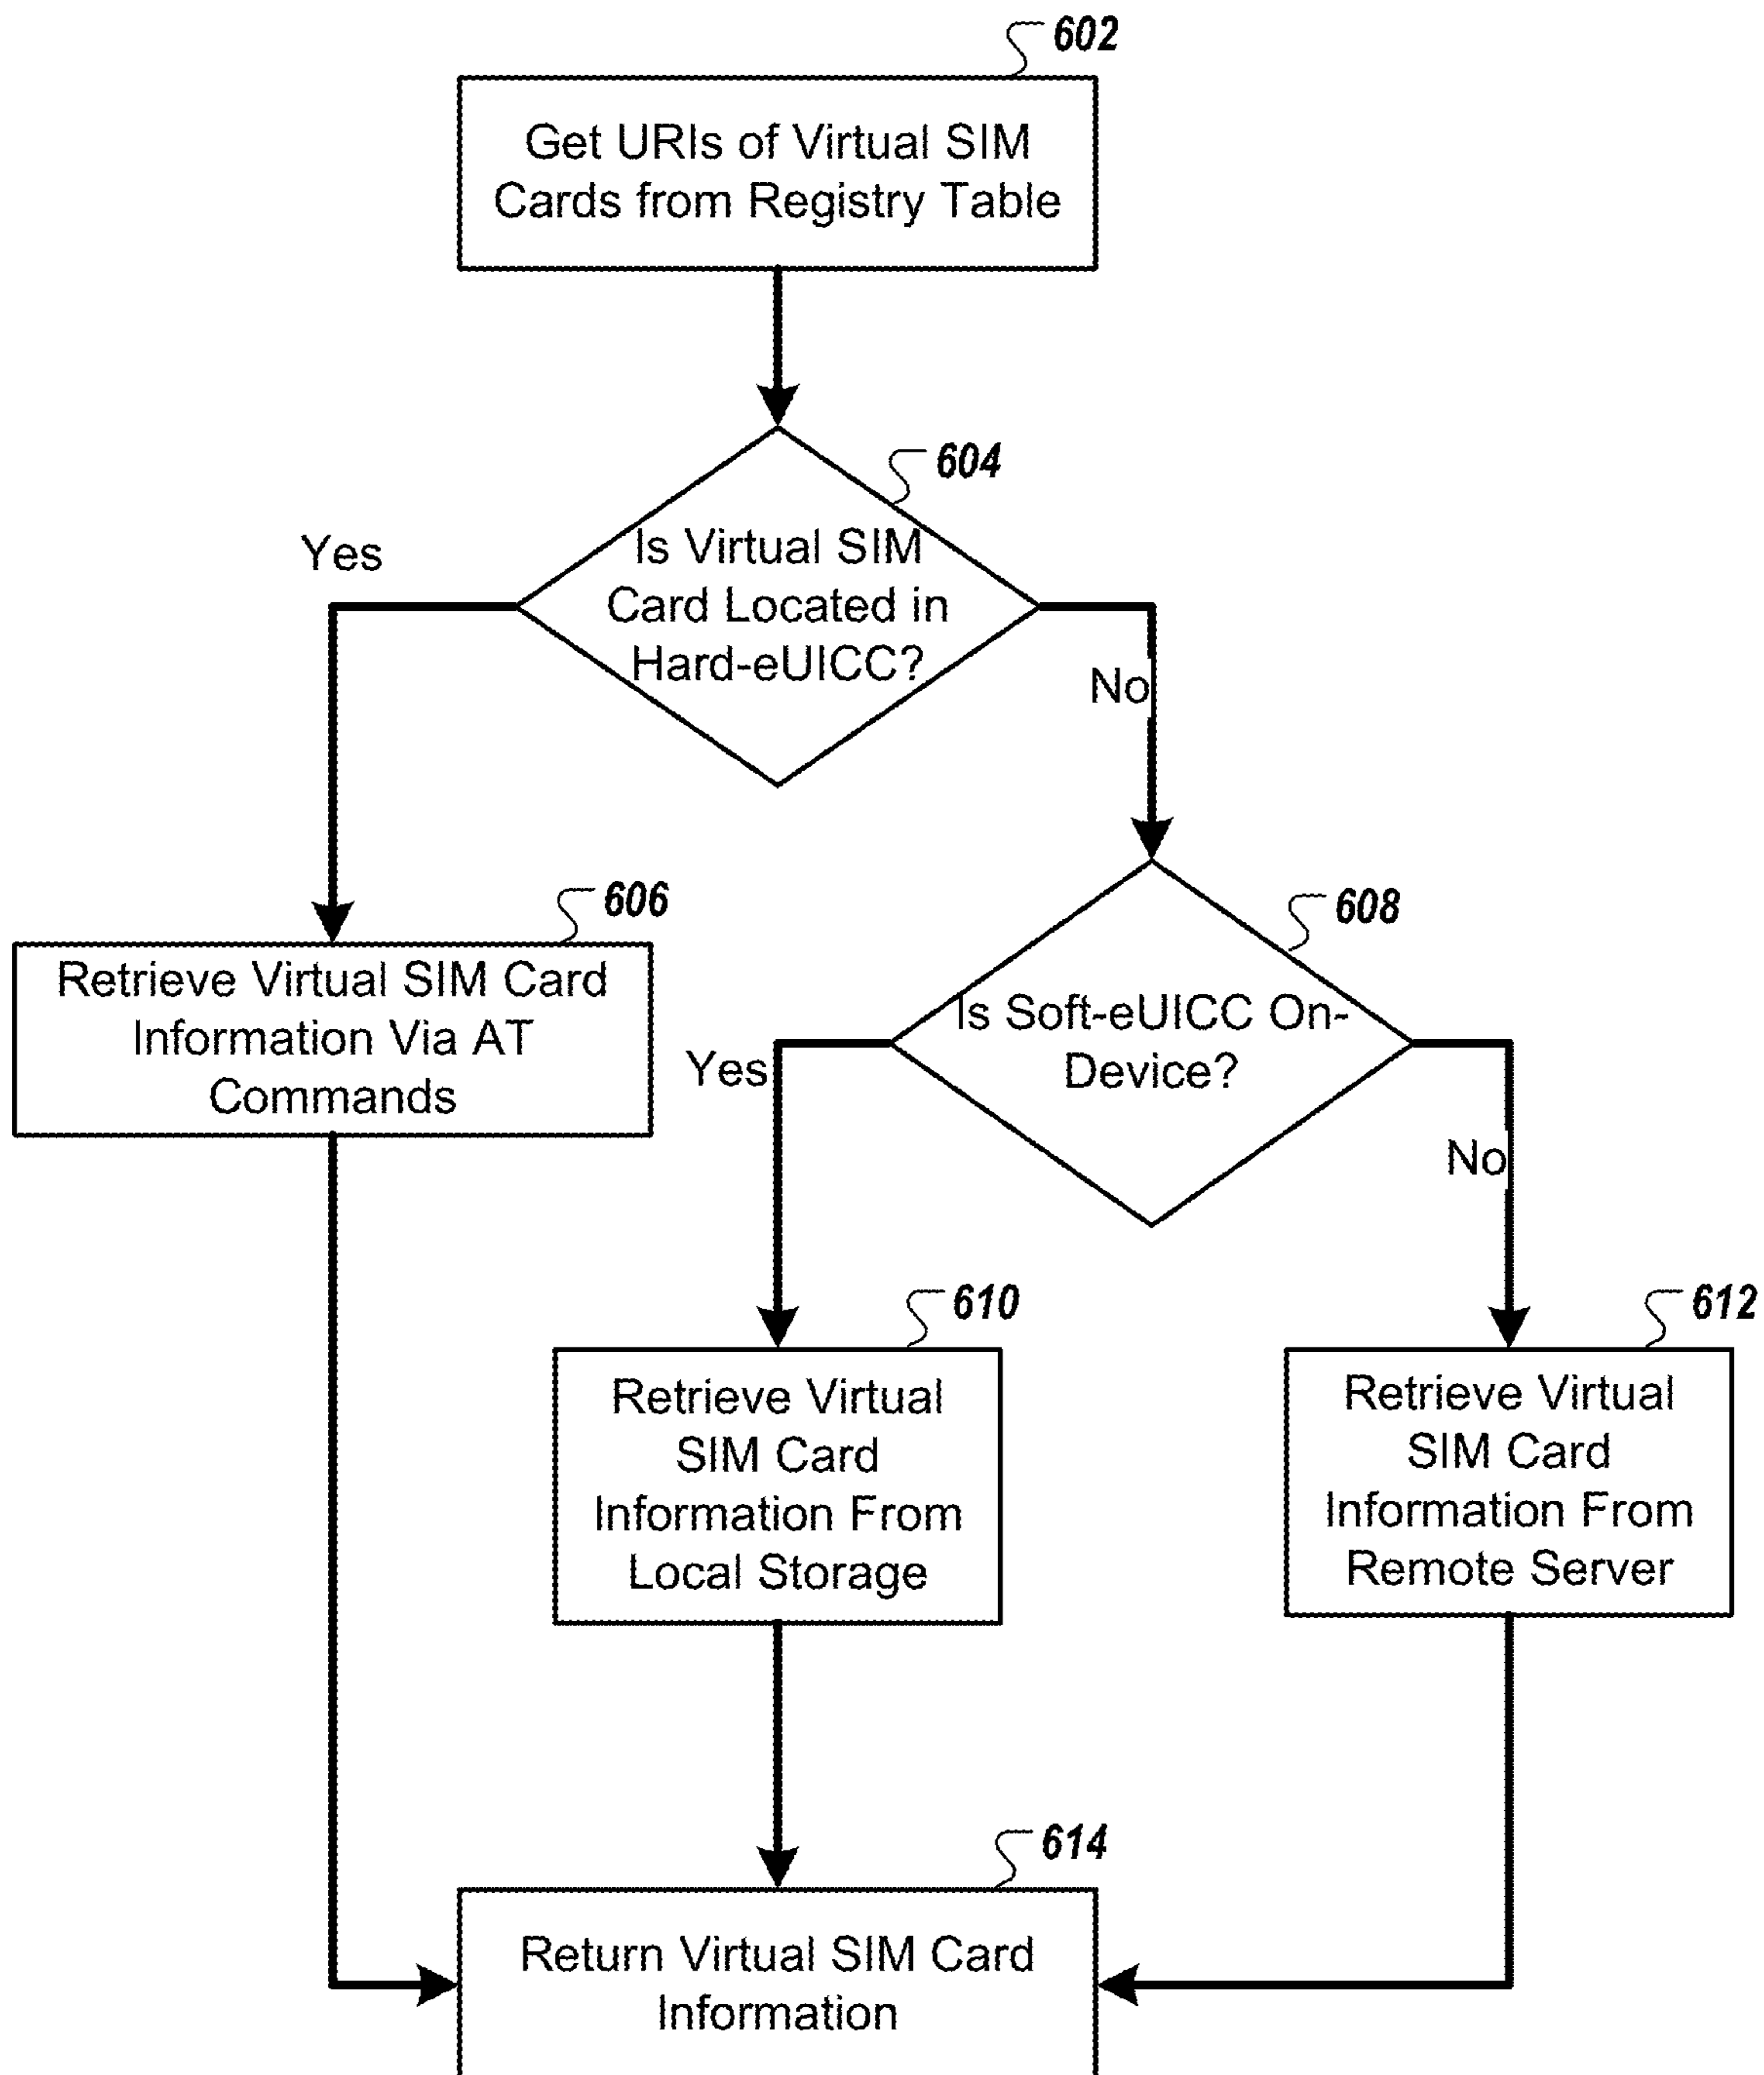 602
Get URIs of Virtual SIM
Cards from Registry Table
604
Is Virtual SIM
Card Located in
Hard-eUICC?
Yes
No
606
Retrieve Virtual SIM Card
Information Via AT
Commands
608
Is Soft-eUICC On-
Device?
Yes
No
610
Retrieve Virtual
SIM Card
Information From
Local Storage
612
Retrieve Virtual
SIM Card
Information From
Remote Server
614
Return Virtual SIM Card
Information